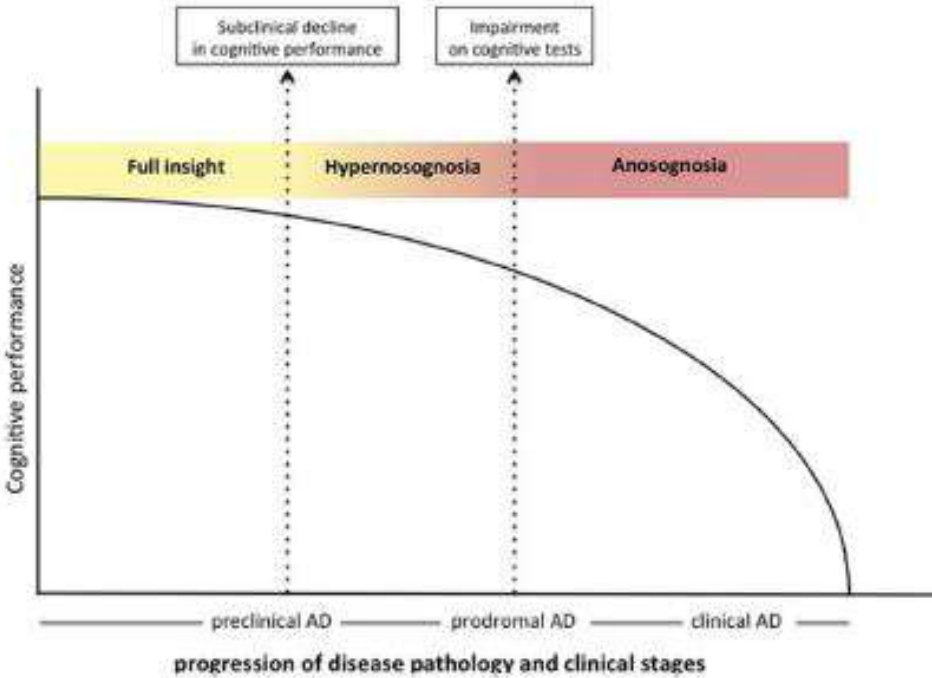 Subclinical decline
in cognitive performance
Impairment
on cognitive tests
Full insight
Hypernosognosia
Anosognosia
Cognitive performance
preclinical AD
prodromal AD
clinical AD
progression of disease pathology and clinical stages